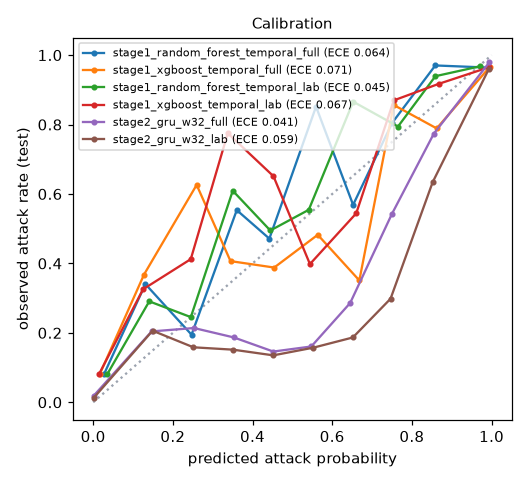 Calibration
stage1_random_forest_temporal_full (ECE 0.064)
stage1_xgboost_temporal_full (ECE 0.071)
stage1_random_forest_temporal_lab (ECE 0.045)
stage1_xgboost_temporal_lab (ECE 0.067)
stage2_gru_w32_full (ECE 0.041)
stage2_gru_w32_lab (ECE 0.059)
observed attack rate (test)
1.0
0.8
0.6
0.4
0.2
0.0
0.0 0.2 0.4 0.6 0.8 1.0
predicted attack probability